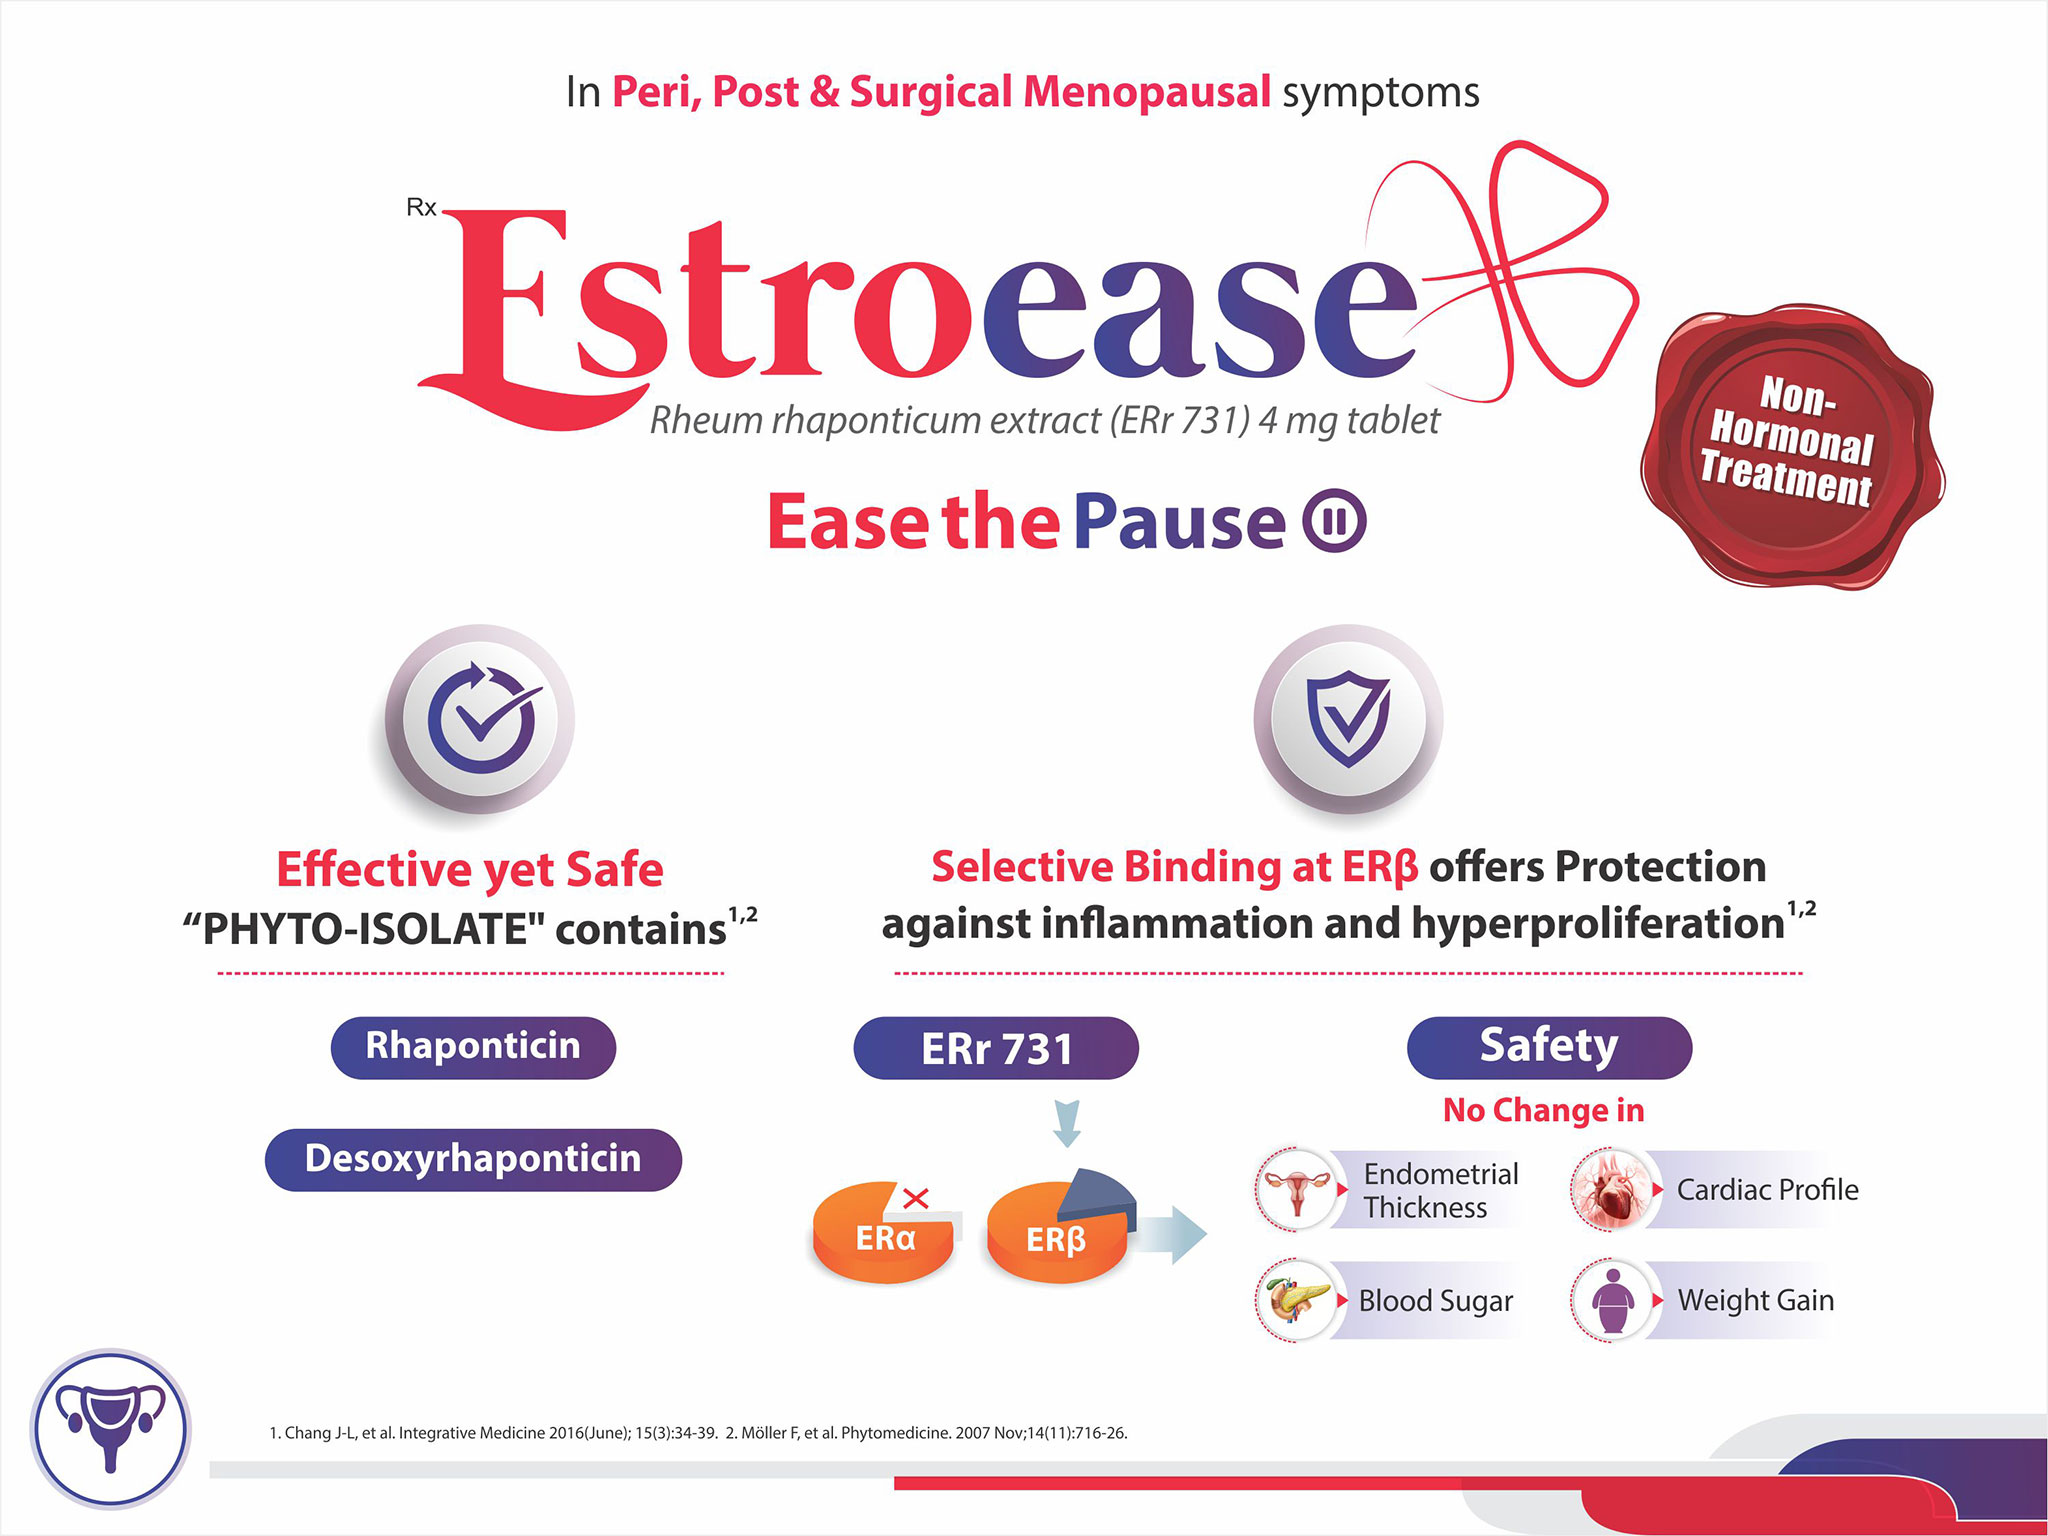 In Peri, Post & Surgical Menopausal symptoms
Rx
Estroease
Rheum rhaponticum extract (ERr 731) 4 mg tablet
Non-
Hormonal
Treatment
Ease the Pause
Effective yet Safe
“PHYTO-ISOLATE" contains1,2
Rhaponticin
Desoxyrhaponticin
Selective Binding at ERβ offers Protection
against inflammation and hyperproliferation1,2
ERr 731
ERα
ERβ
Safety
No Change in
Endometrial
Thickness
Cardiac Profile
Blood Sugar
Weight Gain
1. Chang J-L, et al. Integrative Medicine 2016(June); 15(3):34-39. 2. Möller F, et al. Phytomedicine. 2007 Nov;14(11):716-26.